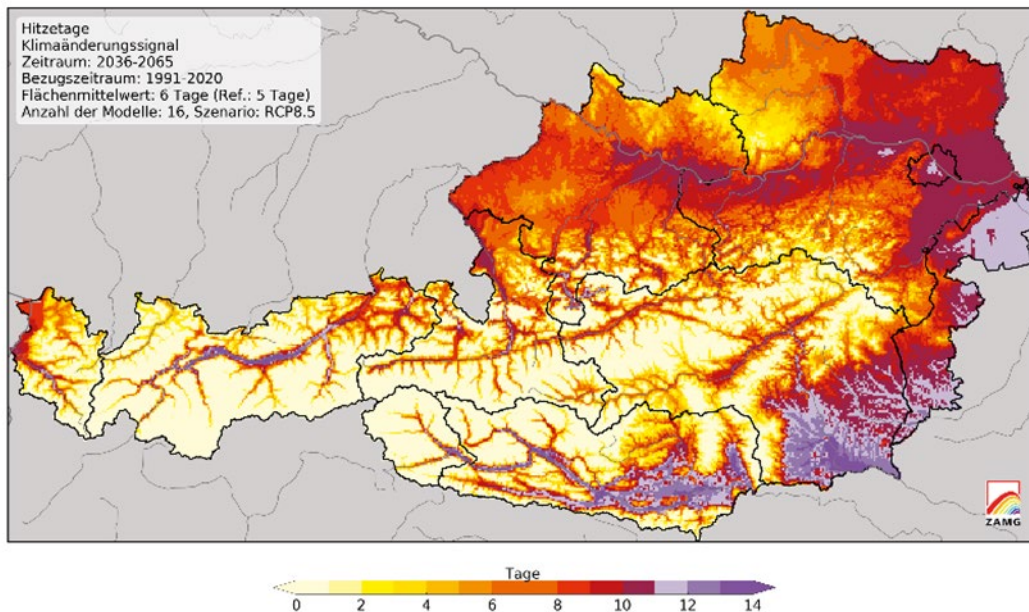 Hitzetage
Klimaänderungssignal
Zeitraum: 2036-2065
Bezugszeitraum: 1991-2020
Flächenmittelwert: 6 Tage (Ref.: 5 Tage)
Anzahl der Modelle: 16, Szenario: RCP8.5
ZAMG
Tage
0 2 4 6 8 10 12 14